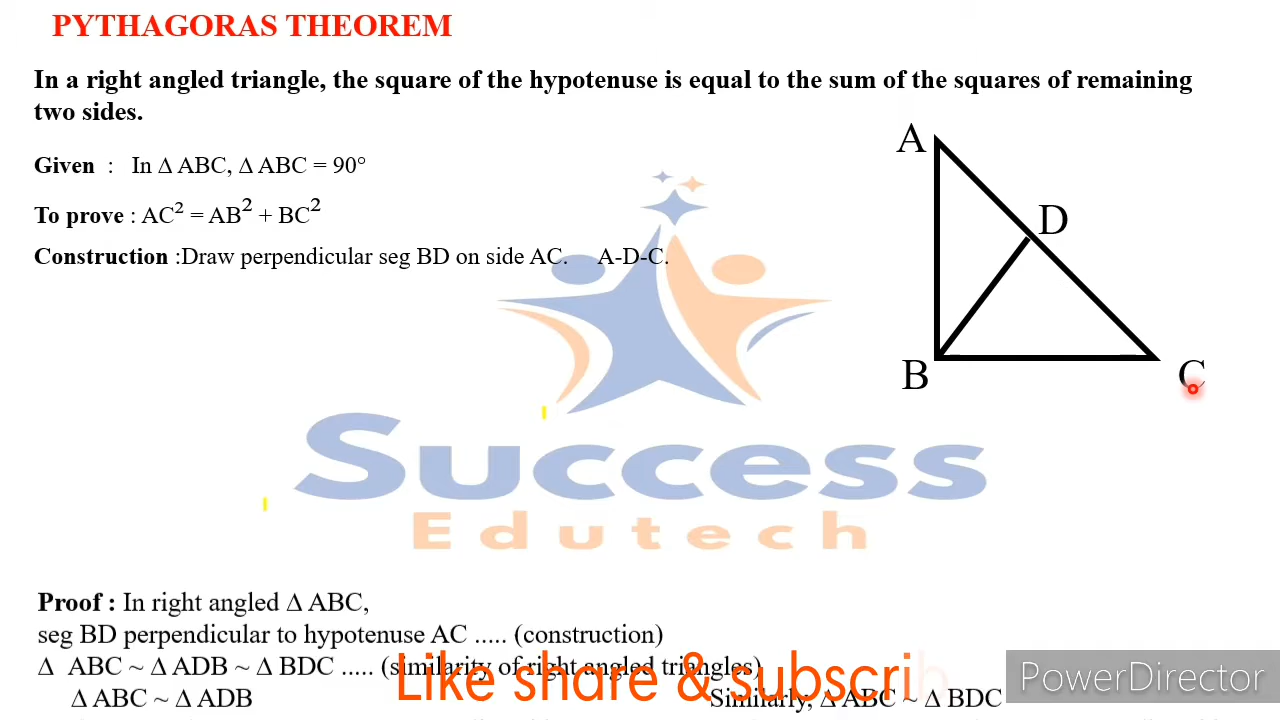 PYTHAGORAS THEOREM
In a right angled triangle, the square of the hypotenuse is equal to the sum of the squares of remaining
two sides.
Given : In Δ ABC, Δ ABC = 90°
To prove : AC² = AB² + BC²
Construction :Draw perpendicular seg BD on side AC. A-D-C.
A
D
B
C
Success
Edutech
Proof : In right angled Δ ABC,
seg BD perpendicular to hypotenuse AC ..... (construction)
Δ ABC ~ Δ ADB ~ Δ BDC ..... (similarity of right angled triangles)
Like share & subscrib
PowerDirector
Δ ABC ~ Δ ADB Similarly, Δ ABC ~ Δ BDC